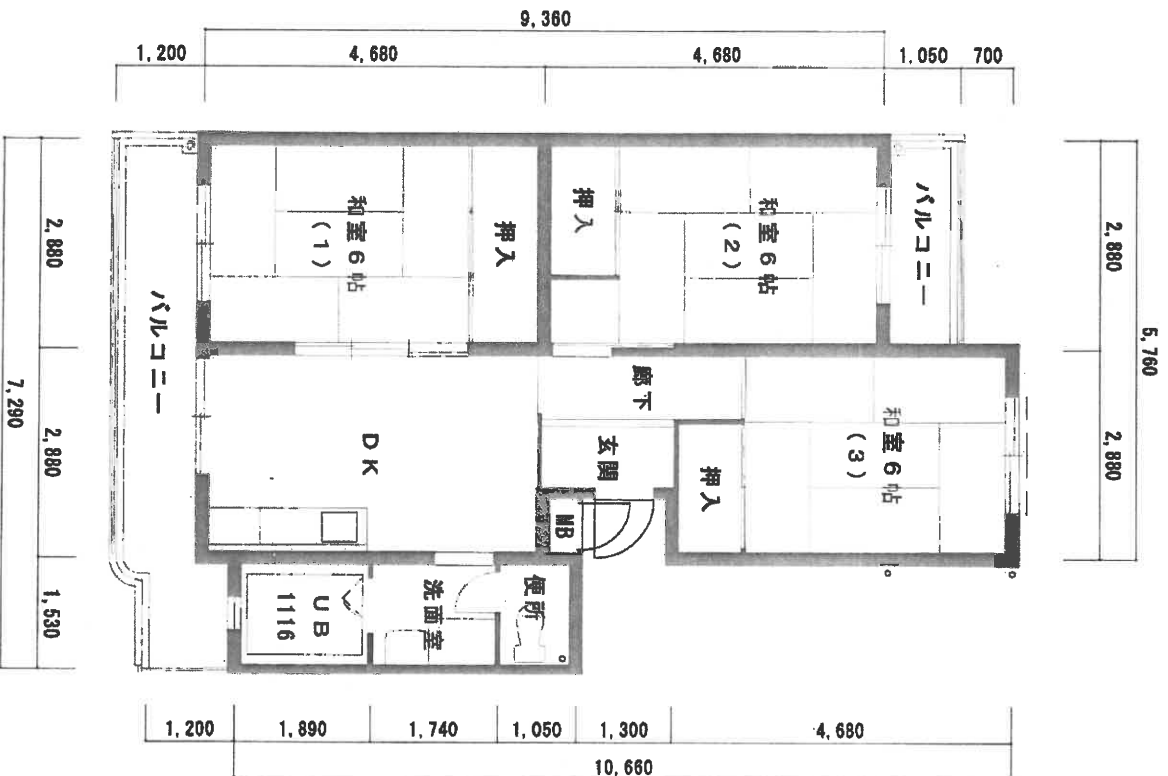 9,360
1,200
4,680
4,680
1,050
700
7,290
2,880
2,880
1,530
バルコニー
和室6帖
(1)
押入
押入
和室6帖
(2)
バルコニー
2,880
2,880
5,760
DK
廊下
玄関
MB
押入
和室6帖
(3)
UB
1116
洗面室
便所
1,200
1,890
1,740
1,050
1,300
4,680
10,660